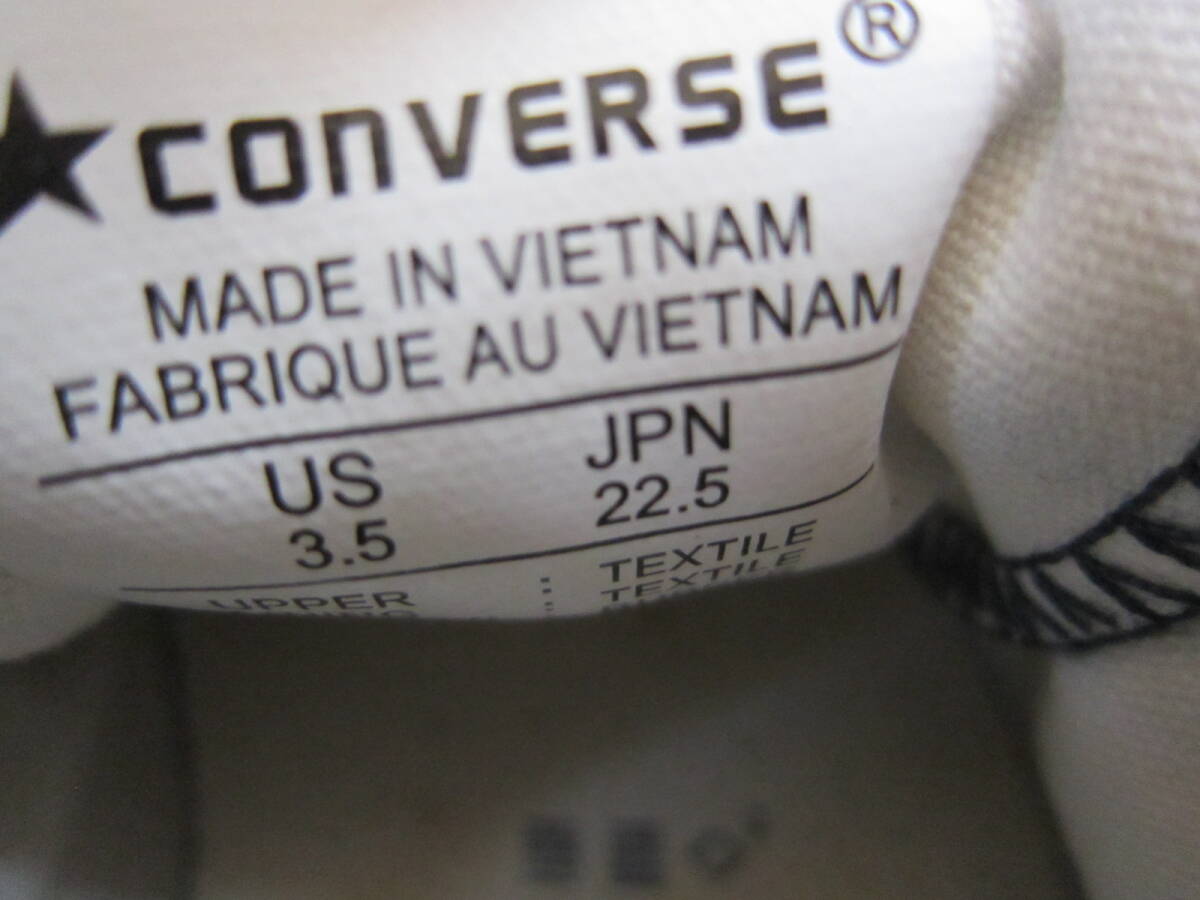 CONVERSE®
MADE IN VIETNAM
FABRIQUE AU VIETNAM
US JPN
3.5 22.5
UPPER : TEXTILE
: TEXTILE